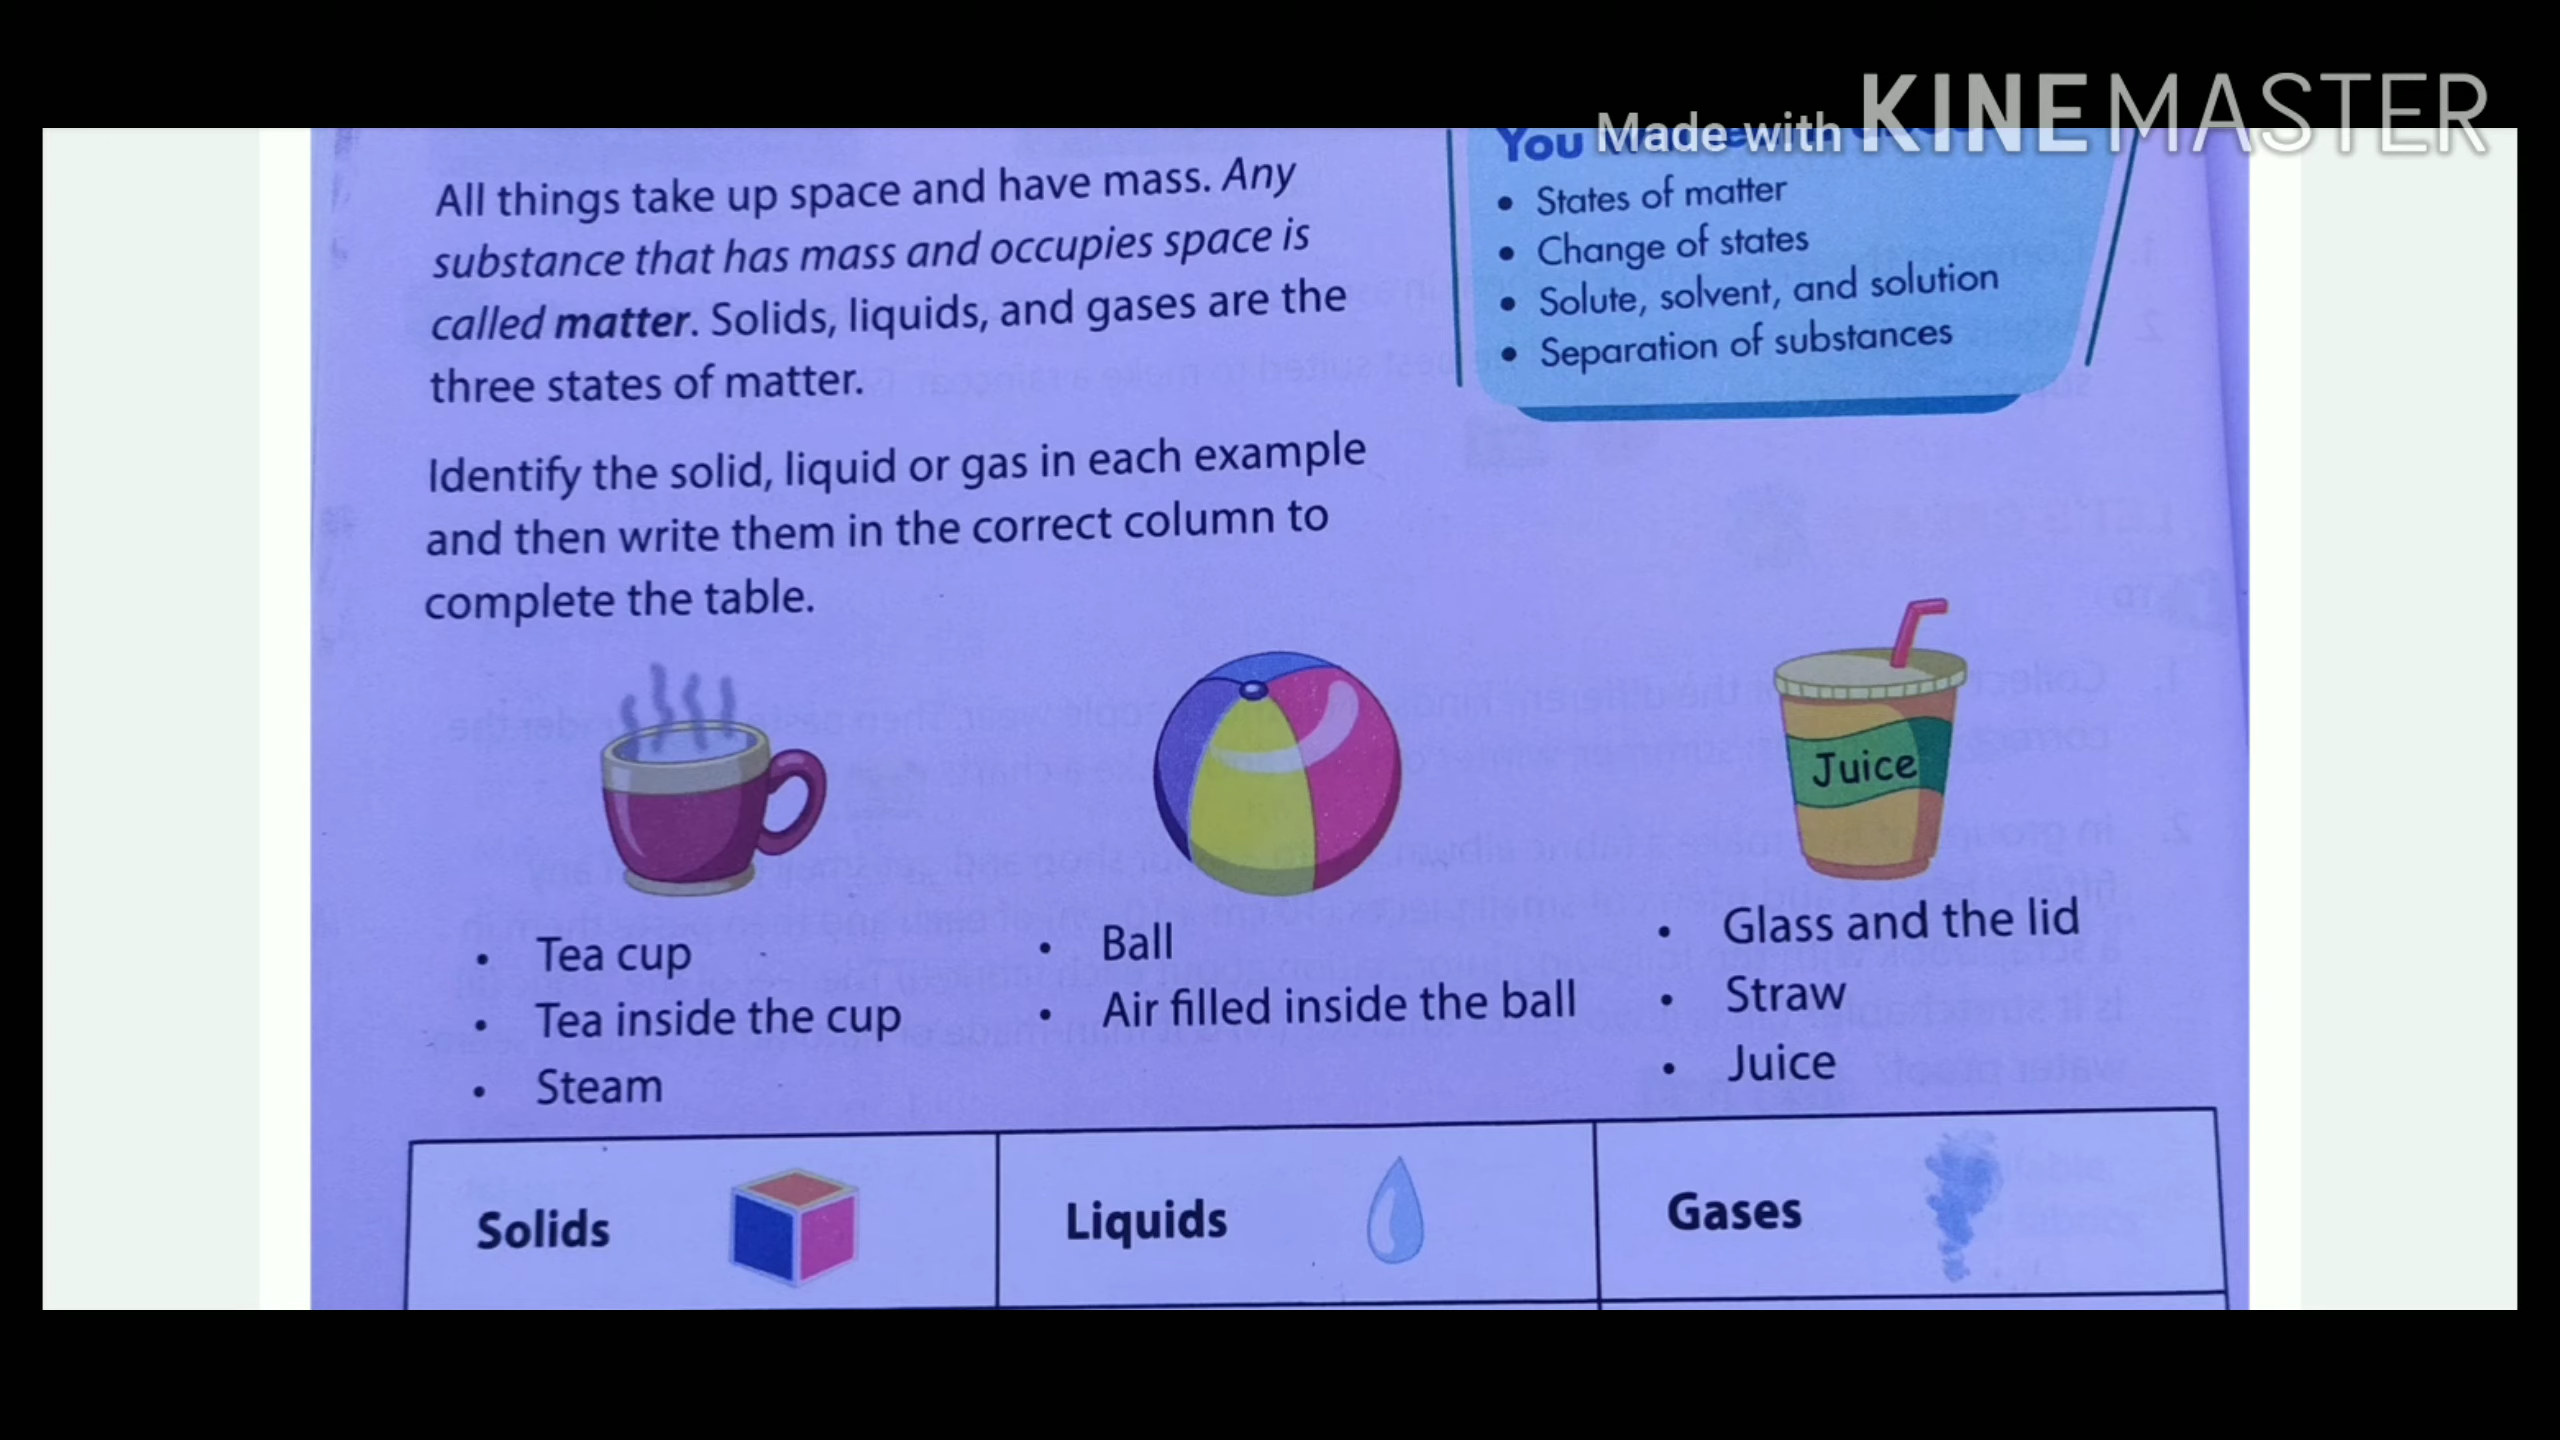 Made with KINEMASTER
You
All things take up space and have mass. Any
substance that has mass and occupies space is
called matter. Solids, liquids, and gases are the
three states of matter.
• States of matter
• Change of states
• Solute, solvent, and solution
• Separation of substances
Identify the solid, liquid or gas in each example
and then write them in the correct column to
complete the table.
Juice
• Tea cup
• Tea inside the cup
• Steam
• Ball
• Air filled inside the ball
• Glass and the lid
• Straw
• Juice
Solids
Liquids
Gases